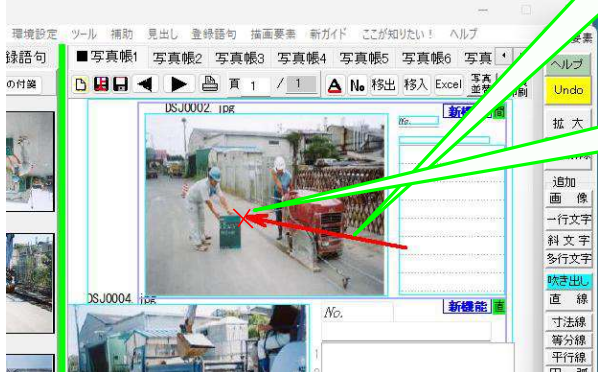 環境設定 ツール 補助 見出し 登録語句 描画要素 新ガイド ここが知りたい! ヘルプ
録語句 ■写真帳1 写真帳2 写真帳3 写真帳4 写真帳5 写真帳6 写真
の付箋 頁 1 / 1 A No 移出 移入 Excel 写真
ヘルプ
Undo
DSJ0002. jpg
No.
拡 大
追加
画 像
一行文字
斜 文 字
多行文字
吹き出し
直 線
寸法線
等分線
平行線
DSJ0004. jpg
No.
新機能 直